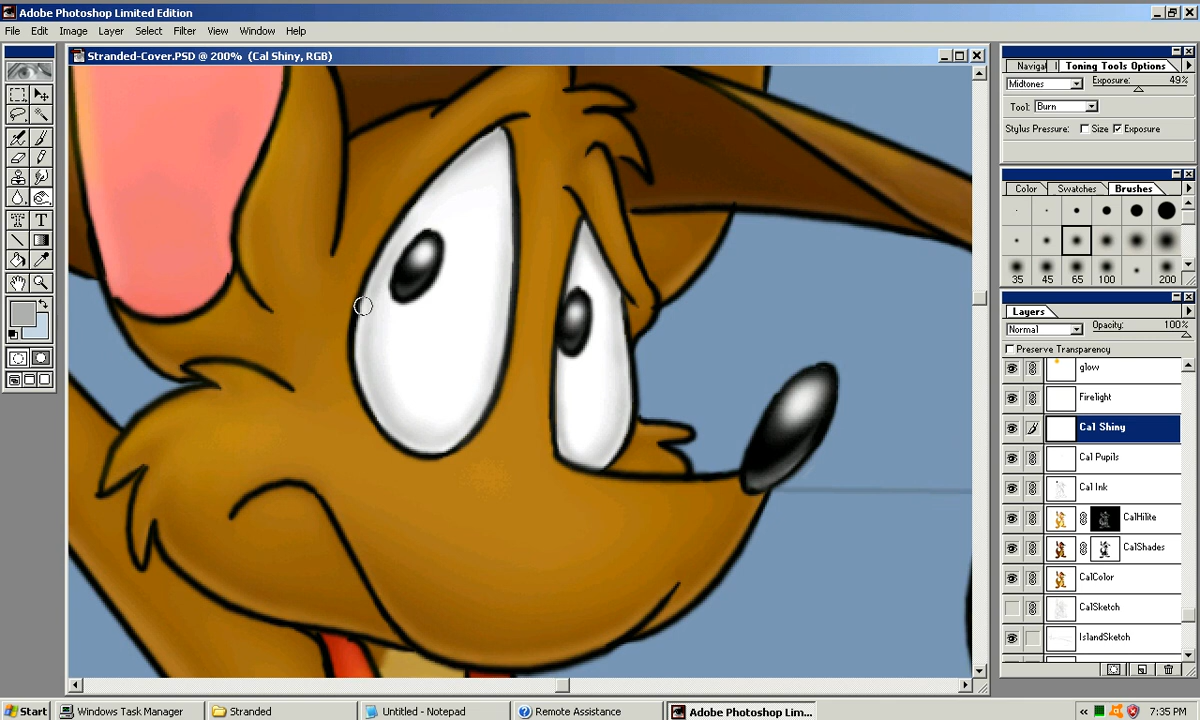 Adobe Photoshop Limited Edition
File Edit Image Layer Select Filter View Window Help
Stranded-Cover.PSD @ 200% (Cal Shiny, RGB)
Toning Tools Options
Midtones Exposure: 49%
Tool: Burn
Stylus Pressure: Size Exposure
Color Swatches Brushes
35 45 65 100 200
Layers
Normal Opacity: 100%
Preserve Transparency
glow
Firelight
Cal Shiny
Cal Pupils
Cal Ink
CalHilite
CalShades
CalColor
CalSketch
IslandSketch
Start Windows Task Manager Stranded Untitled - Notepad Remote Assistance Adobe Photoshop Lim... 7:35 PM